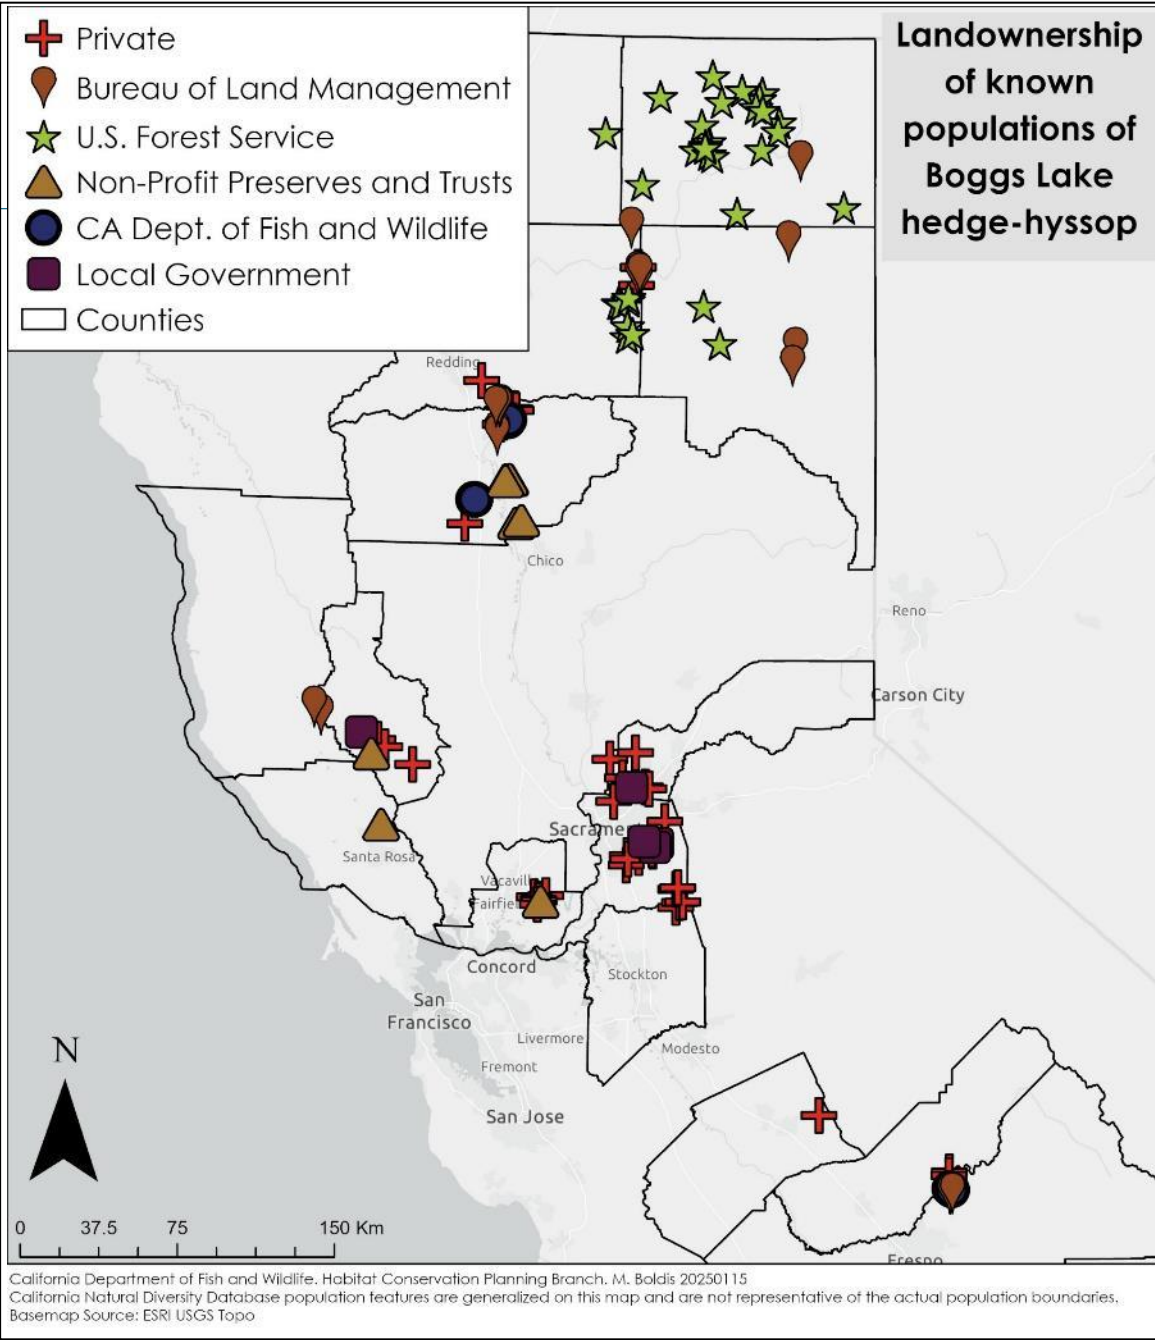 Private
Bureau of Land Management
U.S. Forest Service
Non-Profit Preserves and Trusts
CA Dept. of Fish and Wildlife
Local Government
Counties
Landownership
of known
populations of
Boggs Lake
hedge-hyssop
Redding
Chico
Reno
Carson City
Sacrame
Santa Rosa
Vacavill
Fairfie
Concord
Stockton
San
Francisco
Livermore
Modesto
Fremont
San Jose
Fresno
N
0 37.5 75 150 Km
California Department of Fish and Wildlife. Habitat Conservation Planning Branch. M. Boldis 20250115
California Natural Diversity Database population features are generalized on this map and are not representative of the actual population boundaries.
Basemap Source: ESRI USGS Topo